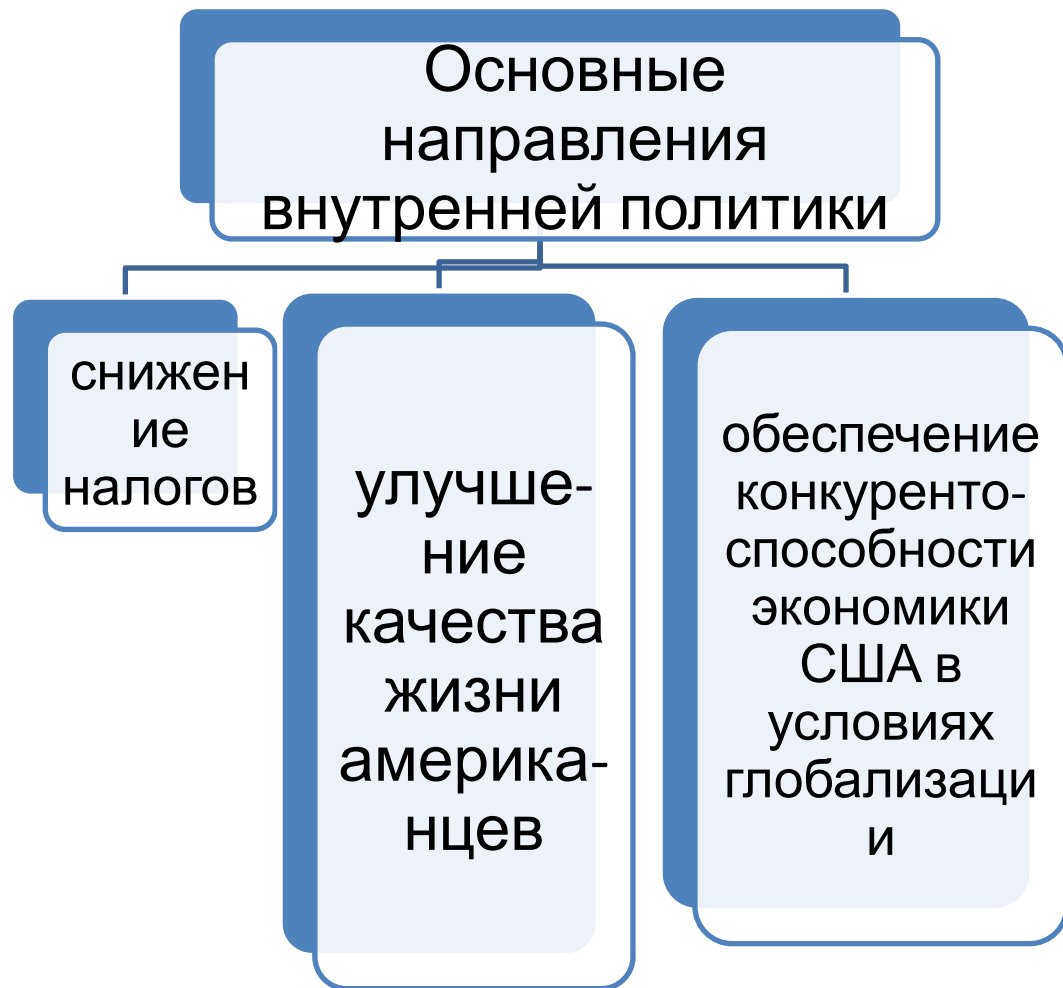 Основные
направления
внутренней политики
снижен
ие
налогов
улучше-
ние
качества
жизни
америка-
нцев
обеспечение
конкуренто-
способности
экономики
США в
условиях
глобализаци
и